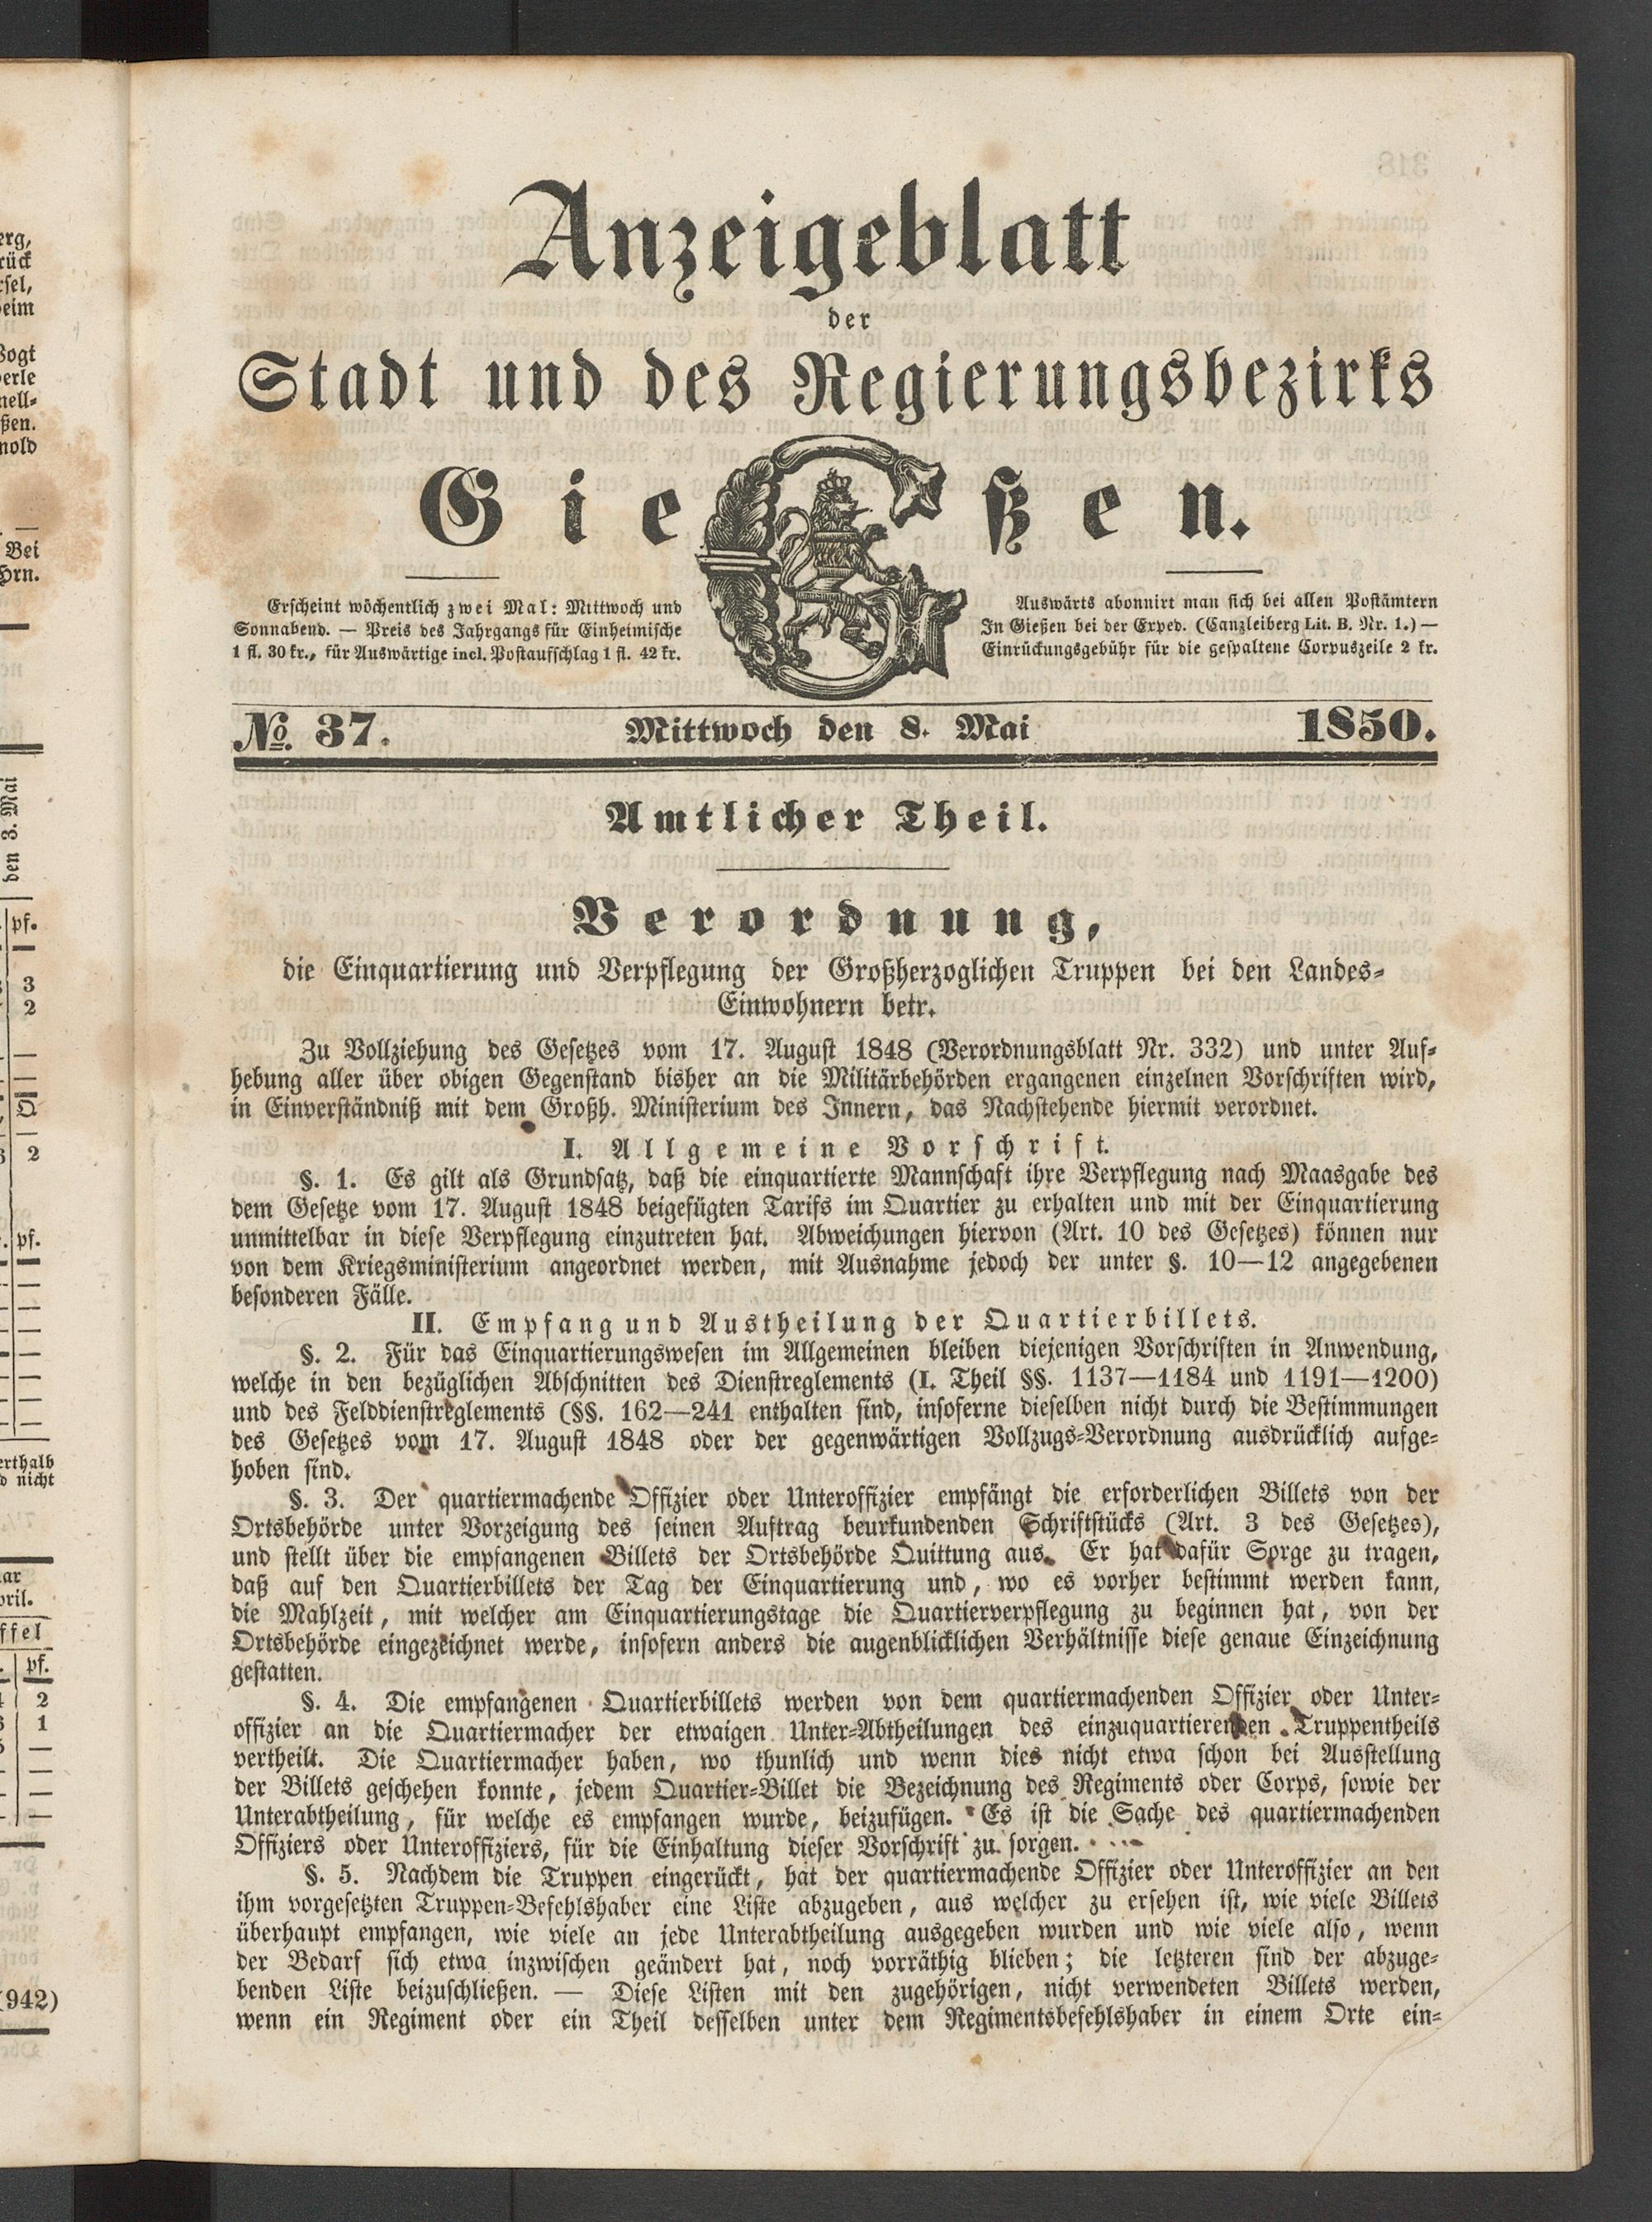 Anzeigeblatt
der
Stadt und des Regierungsbezirks
Gießen.
Erscheint wöchentlich zwei Mal: Mittwoch und
Sonnabend. — Preis des Jahrgangs für Einheimische
1 fl. 30 kr., für Auswärtige incl. Postaufschlag 1 fl. 42 kr.
Auswärts abonnirt man sich bei allen Postämtern
In Gießen bei der Exped. (Canzleiberg Lit. B. Nr. 1.) —
Einrückungsgebühr für die gespaltene Corpuszeile 2 kr.
No. 37. Mittwoch den 8. Mai 1850.
Amtlicher Theil.
Verordnung,
die Einquartierung und Verpflegung der Großherzoglichen Truppen bei den Landes-
Einwohnern betr.
Zu Vollziehung des Gesetzes vom 17. August 1848 (Verordnungsblatt Nr. 332) und unter Auf-
hebung aller über obigen Gegenstand bisher an die Militärbehörden ergangenen einzelnen Vorschriften wird,
in Einverständniß mit dem Großh. Ministerium des Innern, das Nachstehende hiermit verordnet.
I. Allgemeine Vorschrift.
§. 1. Es gilt als Grundsatz, daß die einquartierte Mannschaft ihre Verpflegung nach Maasgabe des
dem Gesetze vom 17. August 1848 beigefügten Tarifs im Quartier zu erhalten und mit der Einquartierung
unmittelbar in diese Verpflegung einzutreten hat. Abweichungen hiervon (Art. 10 des Gesetzes) können nur
von dem Kriegsministerium angeordnet werden, mit Ausnahme jedoch der unter §. 10—12 angegebenen
besonderen Fälle.
II. Empfang und Austheilung der Quartierbillets.
§. 2. Für das Einquartierungswesen im Allgemeinen bleiben diejenigen Vorschriften in Anwendung,
welche in den bezüglichen Abschnitten des Dienstreglements (I. Theil §§. 1137—1184 und 1191—1200)
und des Felddienstreglements (§§. 162—241 enthalten sind, insoferne dieselben nicht durch die Bestimmungen
des Gesetzes vom 17. August 1848 oder der gegenwärtigen Vollzugs-Verordnung ausdrücklich aufge-
hoben sind.
§. 3. Der quartiermachende Offizier oder Unteroffizier empfängt die erforderlichen Billets von der
Ortsbehörde unter Vorzeigung des seinen Auftrag beurkundenden Schriftstücks (Art. 3 des Gesetzes),
und stellt über die empfangenen Billets der Ortsbehörde Quittung aus. Er hat dafür Sorge zu tragen,
daß auf den Quartierbillets der Tag der Einquartierung und, wo es vorher bestimmt werden kann,
die Mahlzeit, mit welcher am Einquartierungstage die Quartierverpflegung zu beginnen hat, von der
Ortsbehörde eingezeichnet werde, insofern anders die augenblicklichen Verhältnisse diese genaue Einzeichnung
gestatten.
§. 4. Die empfangenen Quartierbillets werden von dem quartiermachenden Offizier oder Unter-
offizier an die Quartiermacher der etwaigen Unter-Abtheilungen des einzuquartierenden Truppentheils
vertheilt. Die Quartiermacher haben, wo thunlich und wenn dies nicht etwa schon bei Ausstellung
der Billets geschehen konnte, jedem Quartier-Billet die Bezeichnung des Regiments oder Corps, sowie der
Unterabtheilung, für welche es empfangen wurde, beizufügen. Es ist die Sache des quartiermachenden
Offiziers oder Unteroffiziers, für die Einhaltung dieser Vorschrift zu sorgen.
§. 5. Nachdem die Truppen eingerückt, hat der quartiermachende Offizier oder Unteroffizier an den
ihm vorgesetzten Truppen-Befehlshaber eine Liste abzugeben, aus welcher zu ersehen ist, wie viele Billets
überhaupt empfangen, wie viele an jede Unterabtheilung ausgegeben wurden und wie viele also, wenn
der Bedarf sich etwa inzwischen geändert hat, noch vorräthig blieben; die letzteren sind der abzuge-
benden Liste beizuschließen. — Diese Listen mit den zugehörigen, nicht verwendeten Billets werden,
wenn ein Regiment oder ein Theil desselben unter dem Regimentsbefehlshaber in einem Orte ein-